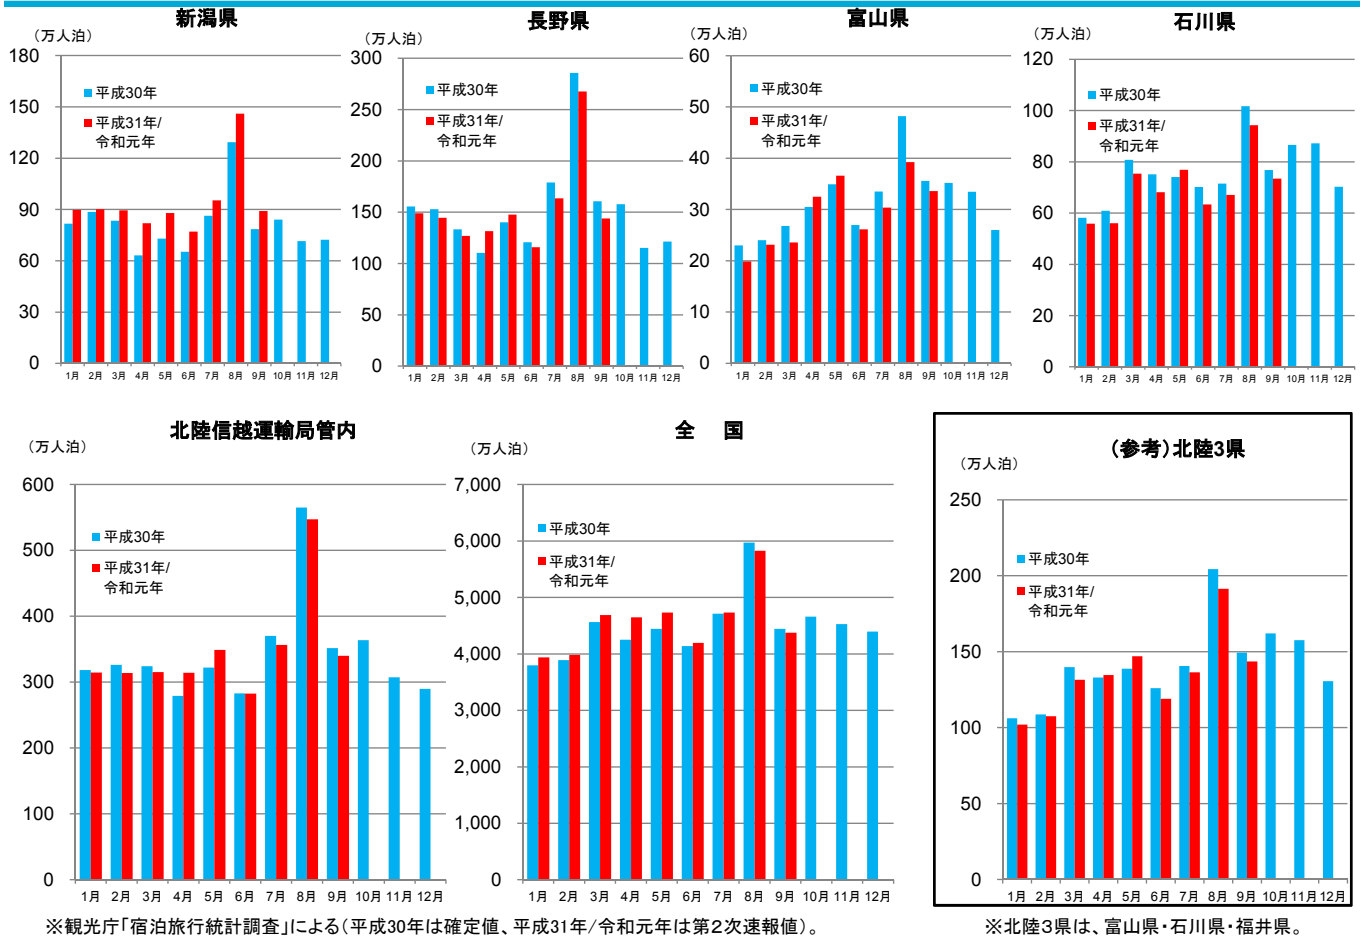 新潟県
（万人泊）
180
150
120
90
60
30
0
平成30年
平成31年/
令和元年
1月 2月 3月 4月 5月 6月 7月 8月 9月 10月 11月 12月
長野県
（万人泊）
300
250
200
150
100
50
0
平成30年
平成31年/
令和元年
1月 2月 3月 4月 5月 6月 7月 8月 9月 10月 11月 12月
富山県
（万人泊）
60
50
40
30
20
10
0
平成30年
平成31年/
令和元年
1月 2月 3月 4月 5月 6月 7月 8月 9月 10月 11月 12月
石川県
（万人泊）
120
100
80
60
40
20
0
平成30年
平成31年/
令和元年
1月 2月 3月 4月 5月 6月 7月 8月 9月 10月 11月 12月
北陸信越運輸局管内
（万人泊）
600
500
400
300
200
100
0
平成30年
平成31年/
令和元年
1月 2月 3月 4月 5月 6月 7月 8月 9月 10月 11月 12月
全 国
（万人泊）
7,000
6,000
5,000
4,000
3,000
2,000
1,000
0
平成30年
平成31年/
令和元年
1月 2月 3月 4月 5月 6月 7月 8月 9月 10月 11月 12月
（参考）北陸3県
（万人泊）
250
200
150
100
50
0
平成30年
平成31年/
令和元年
1月 2月 3月 4月 5月 6月 7月 8月 9月 10月 11月 12月
※観光庁「宿泊旅行統計調査」による（平成30年は確定値、平成31年/令和元年は第2次速報値）。
※北陸3県は、富山県・石川県・福井県。